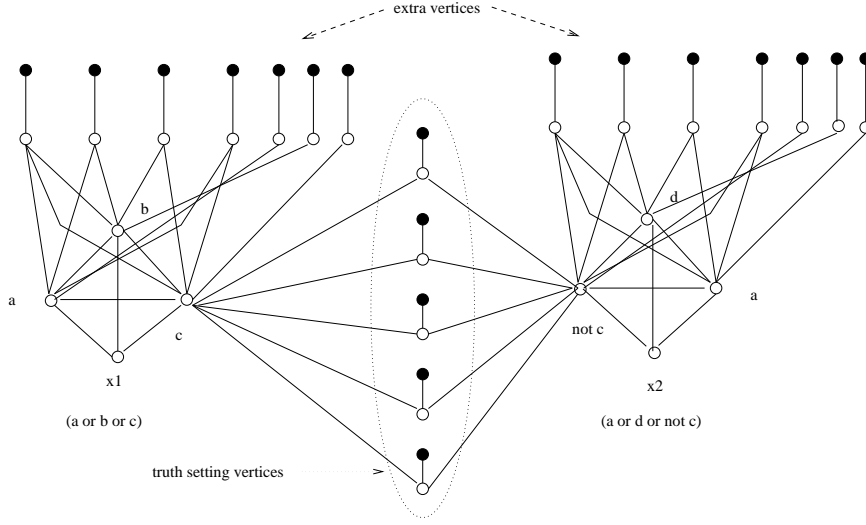 extra vertices
b
d
a
c
not c
a
x1
x2
(a or b or c)
(a or d or not c)
truth setting vertices